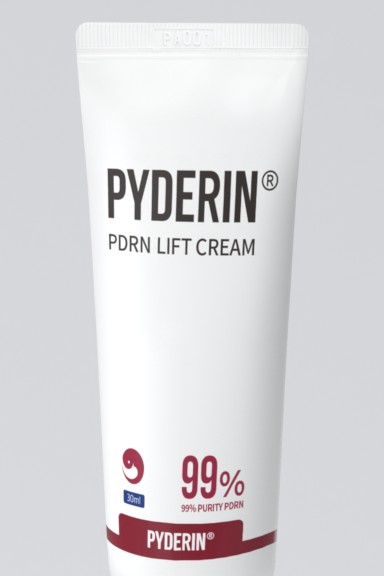 PYDERIN®
PDRN LIFT CREAM
99%
30ml
99% PURITY PDRN
PYDERIN®